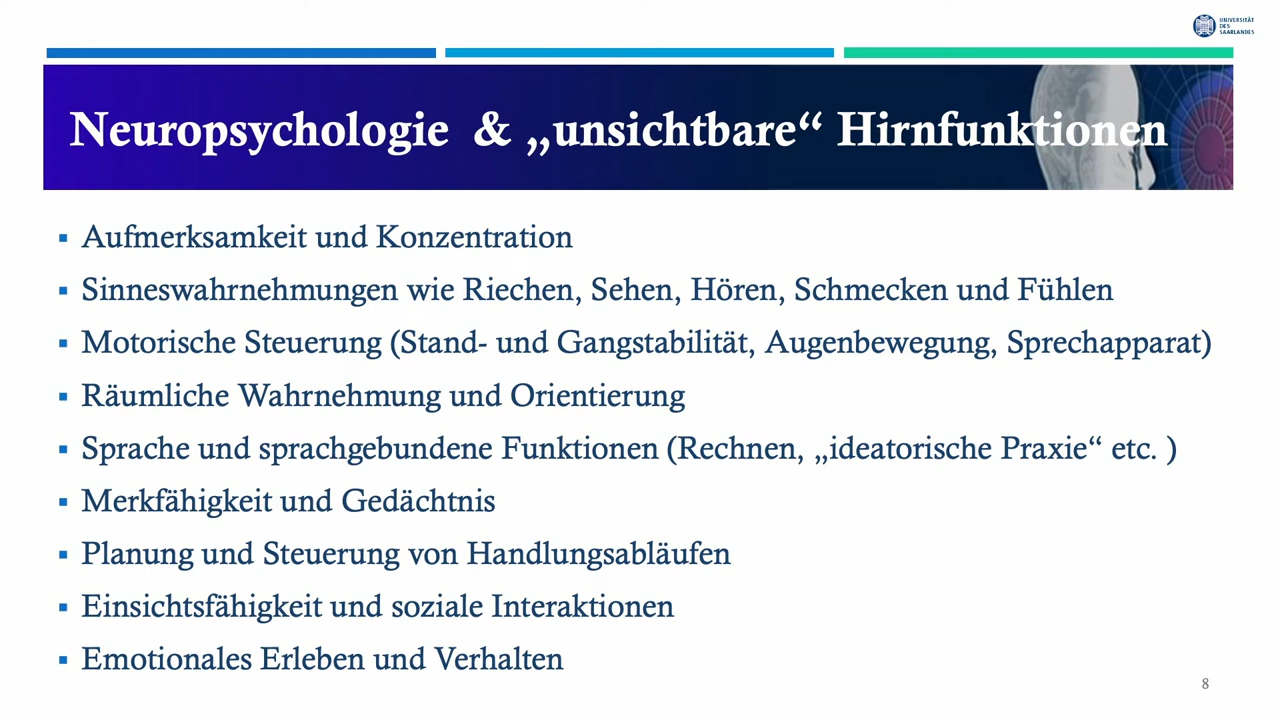 UNIVERSITÄT
DES
SAARLANDES
Neuropsychologie & „unsichtbare“ Hirnfunktionen
▪ Aufmerksamkeit und Konzentration
▪ Sinneswahrnehmungen wie Riechen, Sehen, Hören, Schmecken und Fühlen
▪ Motorische Steuerung (Stand- und Gangstabilität, Augenbewegung, Sprechapparat)
▪ Räumliche Wahrnehmung und Orientierung
▪ Sprache und sprachgebundene Funktionen (Rechnen, „ideatorische Praxie“ etc. )
▪ Merkfähigkeit und Gedächtnis
▪ Planung und Steuerung von Handlungsabläufen
▪ Einsichtsfähigkeit und soziale Interaktionen
▪ Emotionales Erleben und Verhalten
8